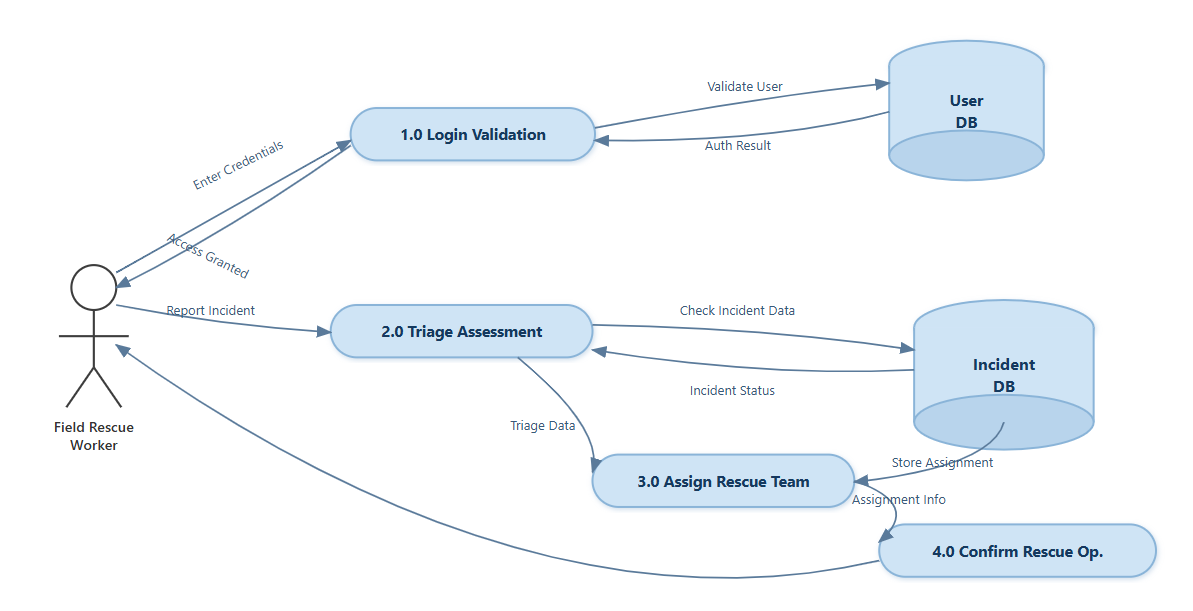 Validate User
User
DB
1.0 Login Validation
Auth Result
Enter Credentials
Access Granted
Report Incident
2.0 Triage Assessment
Check Incident Data
Incident
DB
Incident Status
Field Rescue
Worker
Triage Data
Store Assignment
3.0 Assign Rescue Team
Assignment Info
4.0 Confirm Rescue Op.